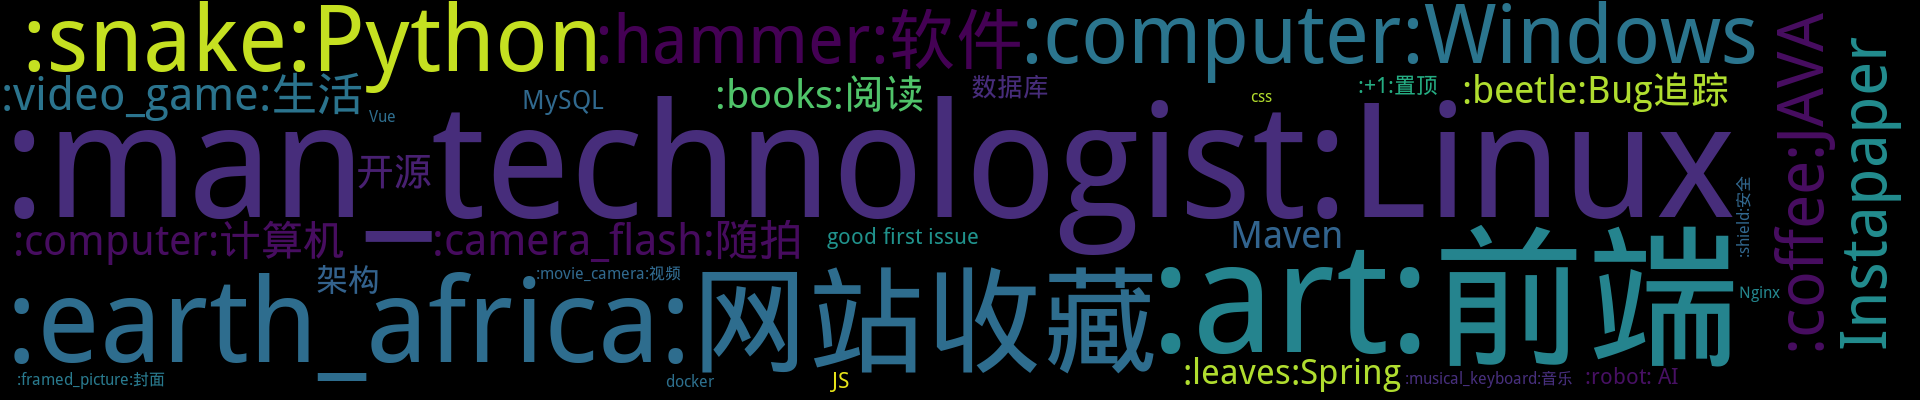 :snake:Python
:hammer:软件
:computer:Windows
:coffee:JAVA
Instapaper
:video_game:生活
Vue
MySQL
:books:阅读
数据库
:+1:置顶
css
:beetle:Bug追踪
:man_technologist:Linux
开源
:shield:安全
:computer:计算机
:camera_flash:随拍
good first issue
Maven
:art:前端
架构
:movie_camera:视频
:earth_africa:网站收藏
Nginx
:framed_picture:封面
docker
JS
:leaves:Spring
:musical_keyboard:音乐
:robot: AI